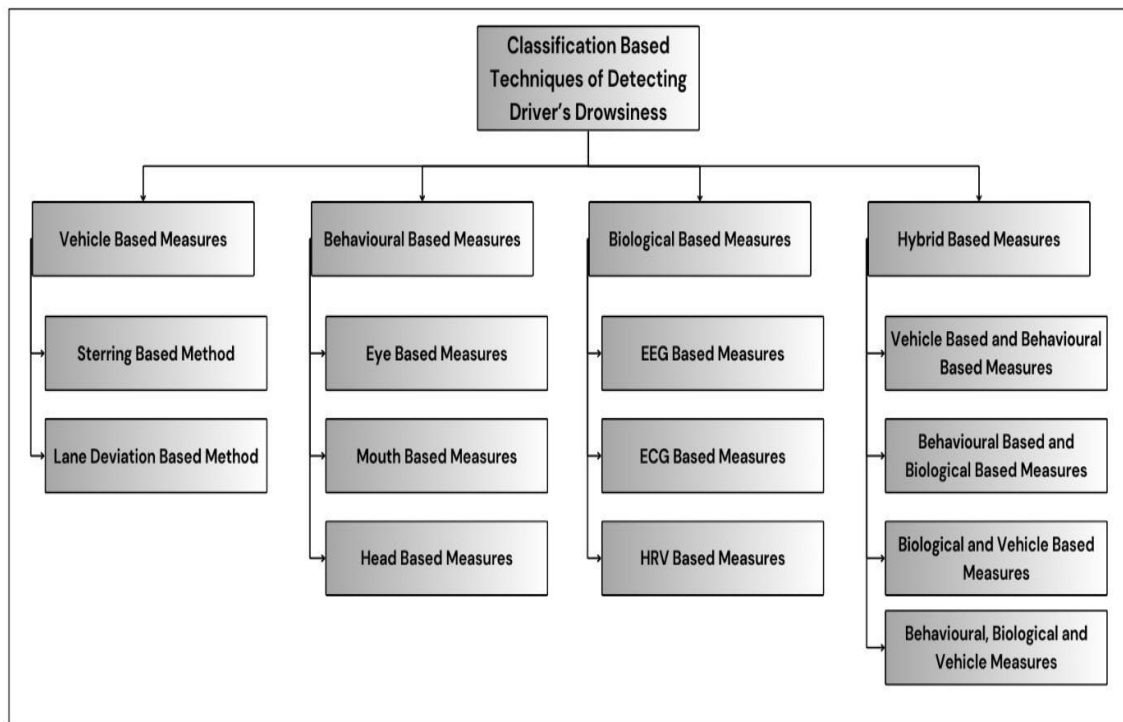 Classification Based
Techniques of Detecting
Driver's Drowsiness
Vehicle Based Measures
Behavioural Based Measures
Biological Based Measures
Hybrid Based Measures
Sterring Based Method
Eye Based Measures
EEG Based Measures
Vehicle Based and Behavioural
Based Measures
Lane Deviation Based Method
Mouth Based Measures
ECG Based Measures
Behavioural Based and
Biological Based Measures
Head Based Measures
HRV Based Measures
Biological and Vehicle Based
Measures
Behavioural, Biological and
Vehicle Measures